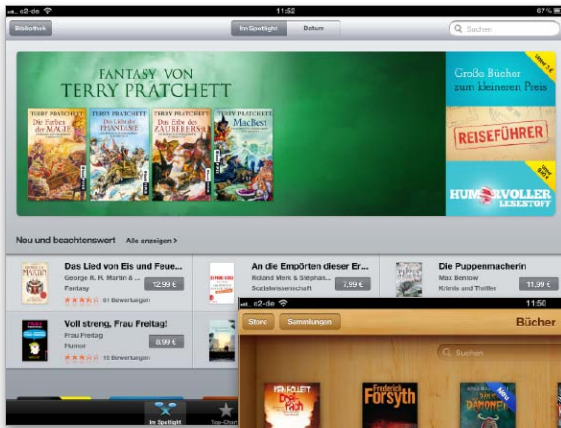 o2-de
11:52
67 %
Bibliothek
Im Spotlight
Datum
Suchen
FANTASY VON
TERRY PRATCHETT
TERRY PRATCHETT
Die Farben
der MAGIE
TERRY PRATCHETT
Das Licht der
PHANTASIE
TERRY PRATCHETT
Das Erbe des
ZAUBERERS
TERRY PRATCHETT
MacBest
Große Bücher
zum kleineren Preis
REISEFÜHRER
HUMORVOLLER
LESESTOFF
Neu und beachtenswert
Alle anzeigen >
Das Lied von Eis und Feue...
George R. R. Martin & ...
Fantasy
12,99 €
61 Bewertungen
An die Empörten dieser Er...
Roland Merk & Stéphan...
Sozialwissenschaft
7,99 €
Die Puppenmacherin
Max Bentow
Krimis und Thriller
11,99 €
Voll streng, Frau Freitag!
Frau Freitag
Humor
8,99 €
15 Bewertungen
Im Spotlight
Top-Chart
o2-de
11:50
Store
Sammlungen
Bücher
Suchen
KEN FOLLETT
Frederick
Forsyth
DÄMONEN
Neu